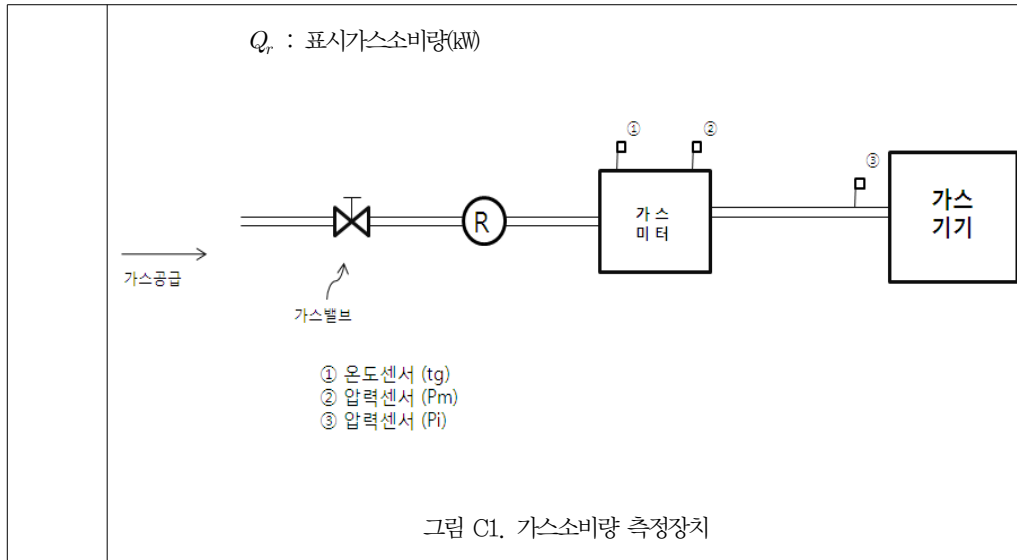 Qr : 표시가스소비량(㎾)
①
②
③
가스
기기
가 스
미 터
R
가스공급
가스밸브
① 온도센서 (tg)
② 압력센서 (Pm)
③ 압력센서 (Pi)
그림 C1. 가스소비량 측정장치